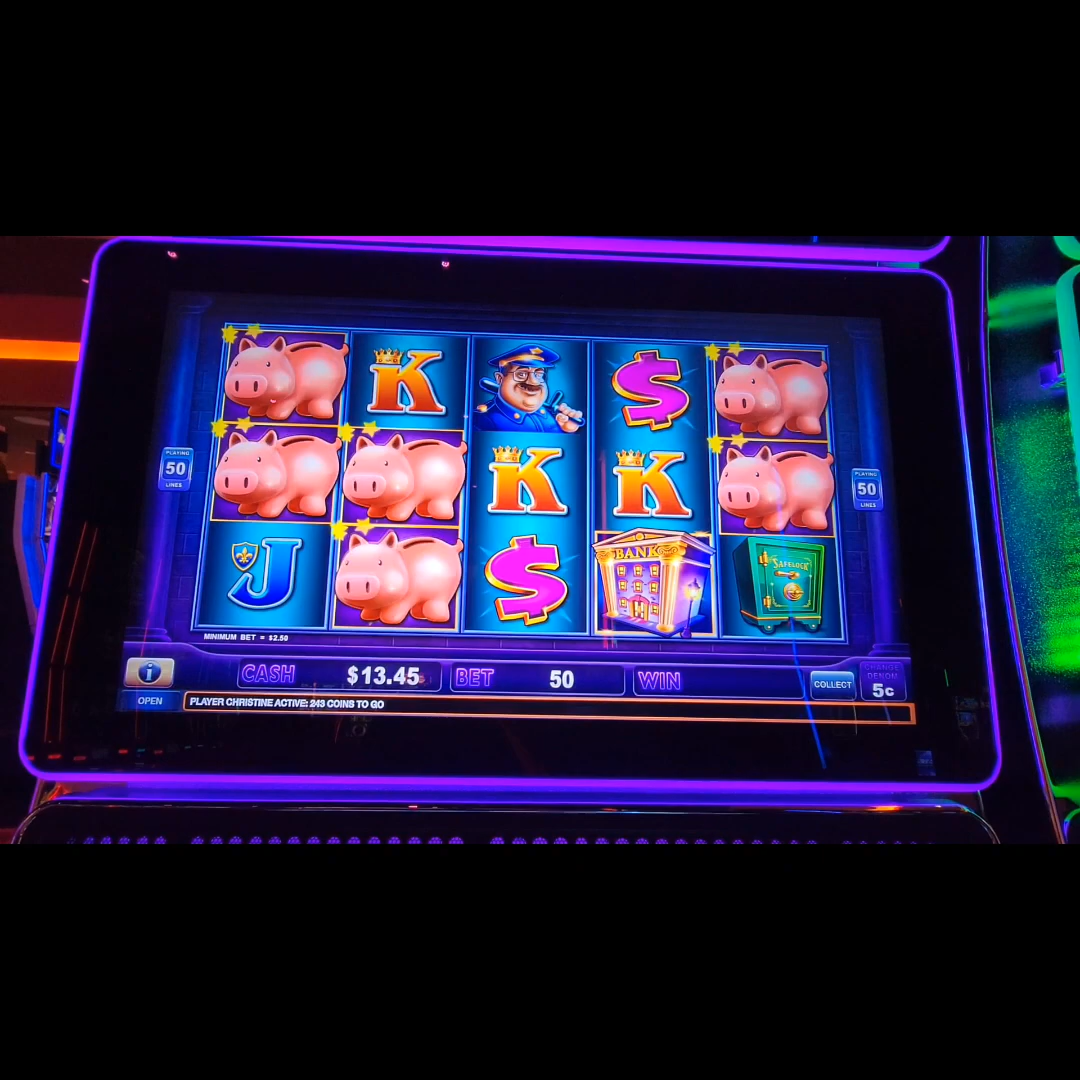 K
$
PLAYING
50
LINES
K
K
PLAYING
50
LINES
J
$
BANK
SAFELOCK
MINIMUM BET = $2.50
CASH
$13.45
BET
50
WIN
COLLECT
CHANGE
DENOM
5¢
OPEN
PLAYER CHRISTINE ACTIVE: 243 COINS TO GO